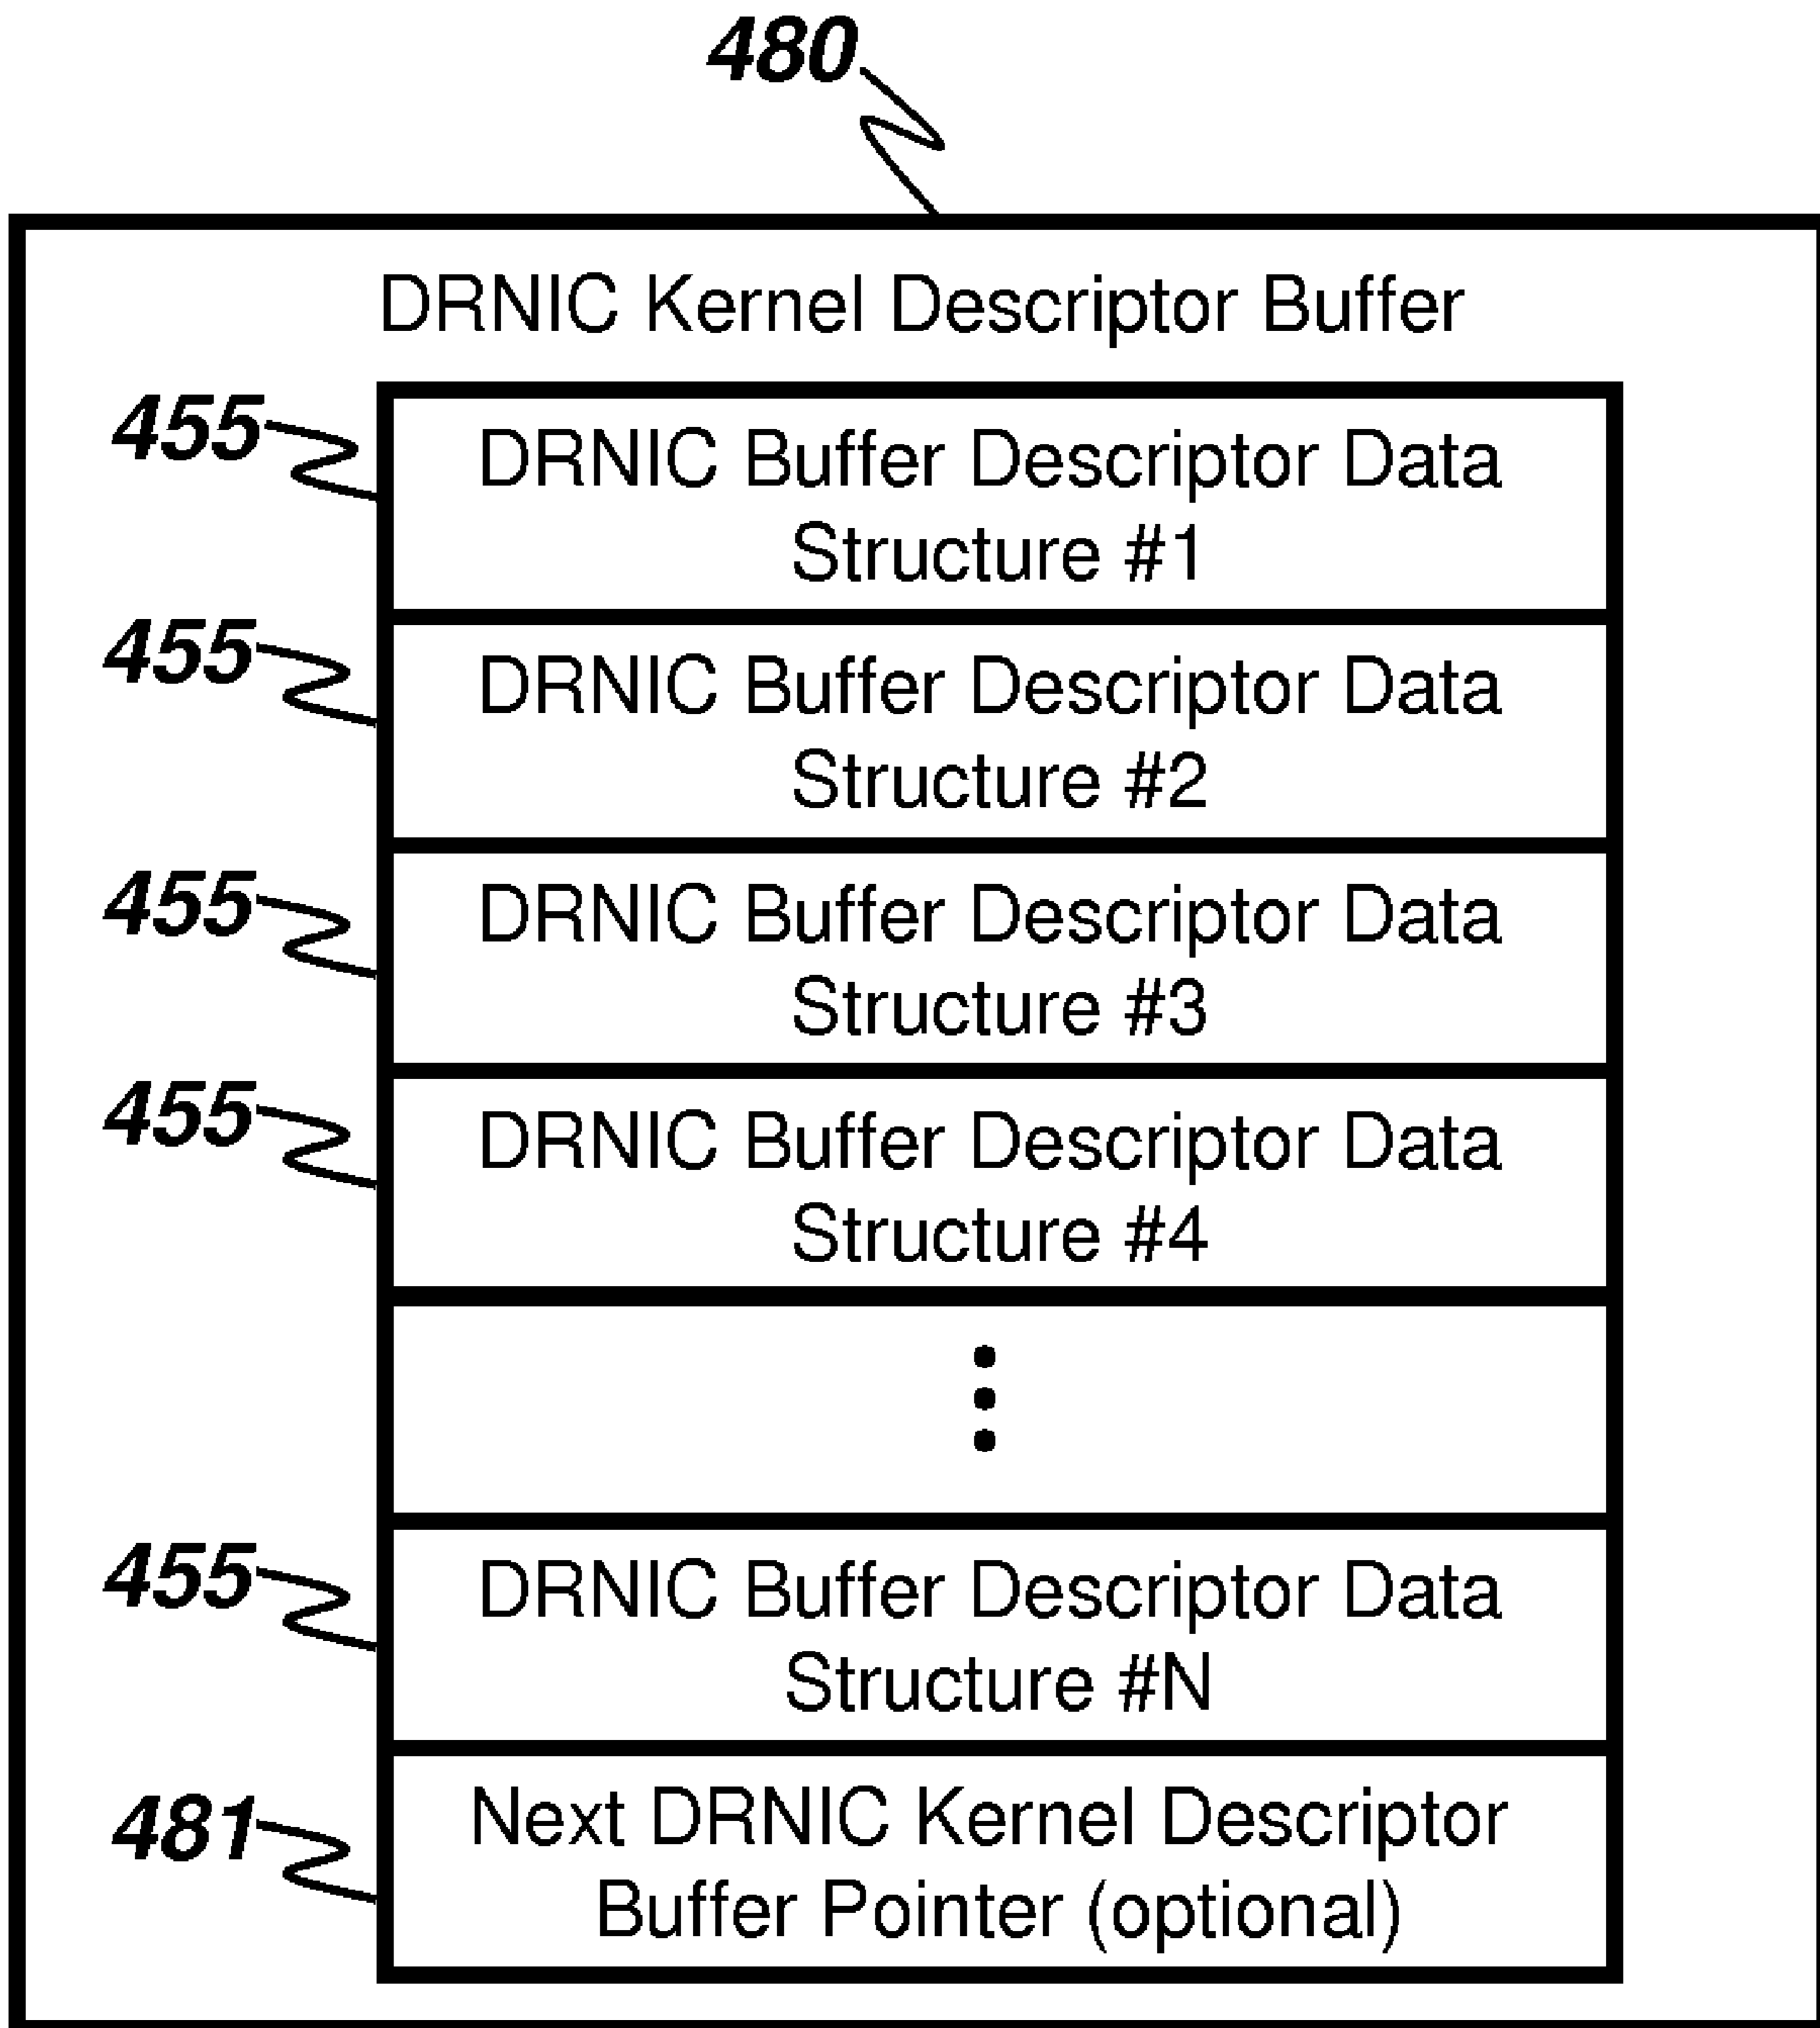 480
DRNIC Kernel Descriptor Buffer
455
DRNIC Buffer Descriptor Data
Structure #1
455
DRNIC Buffer Descriptor Data
Structure #2
455
DRNIC Buffer Descriptor Data
Structure #3
455
DRNIC Buffer Descriptor Data
Structure #4
455
DRNIC Buffer Descriptor Data
Structure #N
481
Next DRNIC Kernel Descriptor
Buffer Pointer (optional)